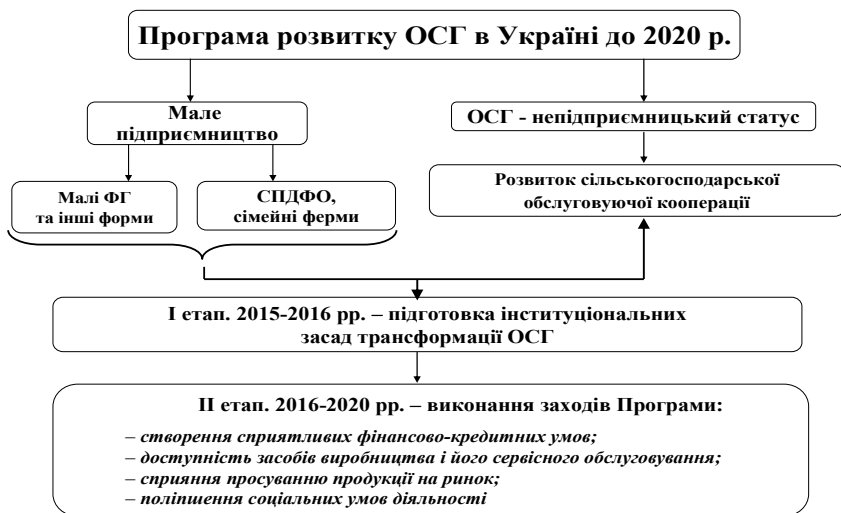 Програма розвитку ОСГ в Україні до 2020 р.
Мале
підприємництво
ОСГ - непідприємницький статус
Малі ФГ
та інші форми
СПДФО,
сімейні ферми
Розвиток сільськогосподарської
обслуговуючої кооперації
І етап. 2015-2016 рр. – підготовка інституціональних
засад трансформації ОСГ
ІІ етап. 2016-2020 рр. – виконання заходів Програми:
– створення сприятливих фінансово-кредитних умов;
– доступність засобів виробництва і його сервісного обслуговування;
– сприяння просуванню продукції на ринок;
– поліпшення соціальних умов діяльності